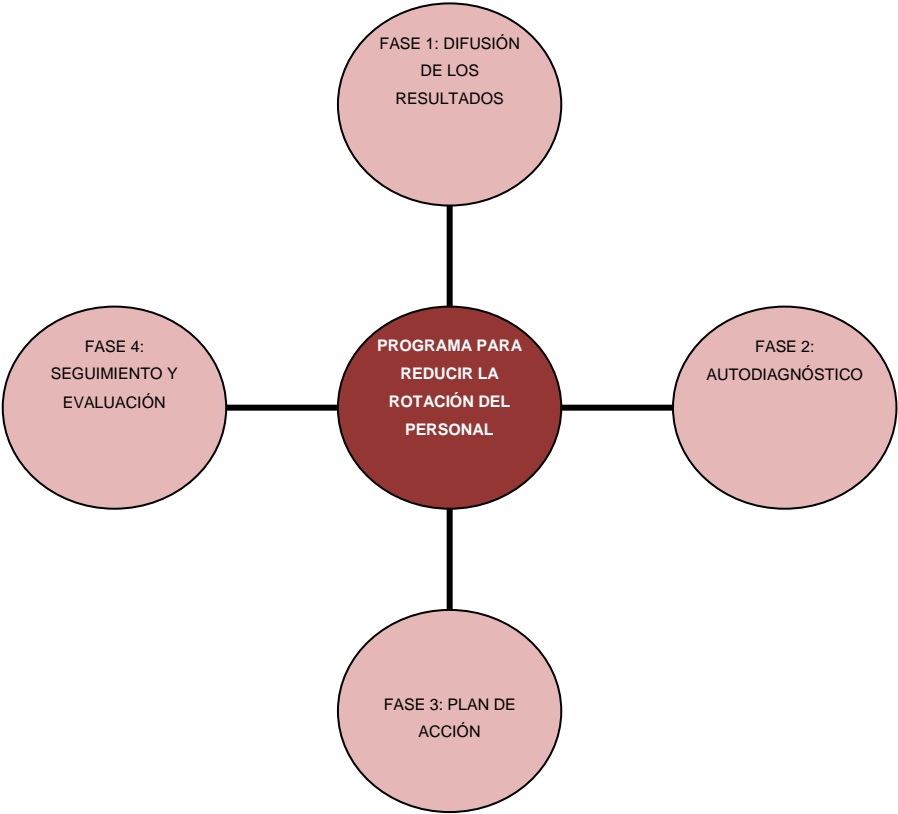 FASE 1: DIFUSIÓN
DE LOS
RESULTADOS
FASE 4:
SEGUIMIENTO Y
EVALUACIÓN
PROGRAMA PARA
REDUCIR LA
ROTACIÓN DEL
PERSONAL
FASE 2:
AUTODIAGNÓSTICO
FASE 3: PLAN DE
ACCIÓN